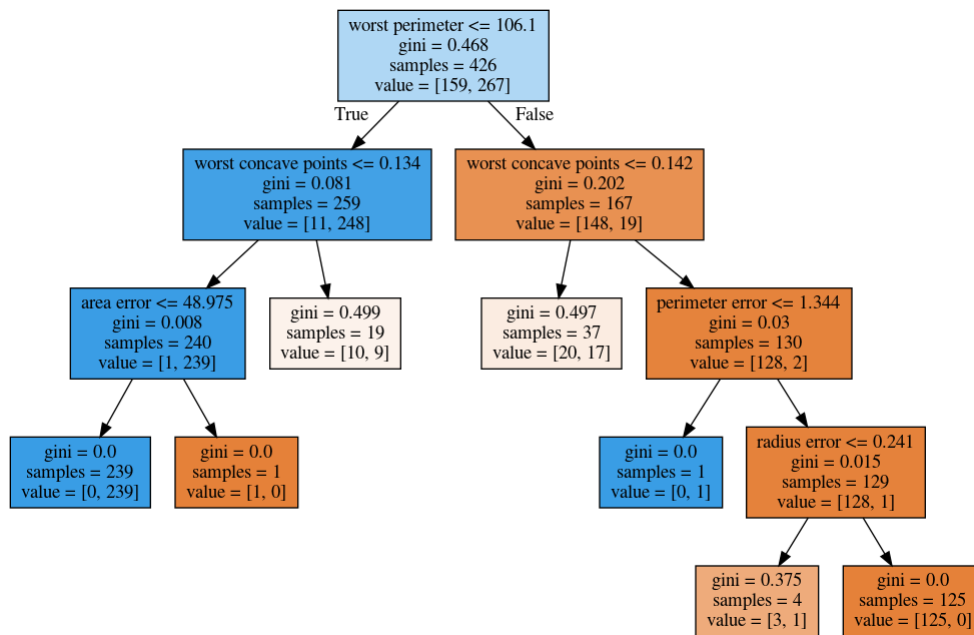 worst perimeter <= 106.1
gini = 0.468
samples = 426
value = [159, 267]
True
False
worst concave points <= 0.134
gini = 0.081
samples = 259
value = [11, 248]
worst concave points <= 0.142
gini = 0.202
samples = 167
value = [148, 19]
area error <= 48.975
gini = 0.008
samples = 240
value = [1, 239]
gini = 0.499
samples = 19
value = [10, 9]
gini = 0.497
samples = 37
value = [20, 17]
perimeter error <= 1.344
gini = 0.03
samples = 130
value = [128, 2]
gini = 0.0
samples = 239
value = [0, 239]
gini = 0.0
samples = 1
value = [1, 0]
gini = 0.0
samples = 1
value = [0, 1]
radius error <= 0.241
gini = 0.015
samples = 129
value = [128, 1]
gini = 0.375
samples = 4
value = [3, 1]
gini = 0.0
samples = 125
value = [125, 0]